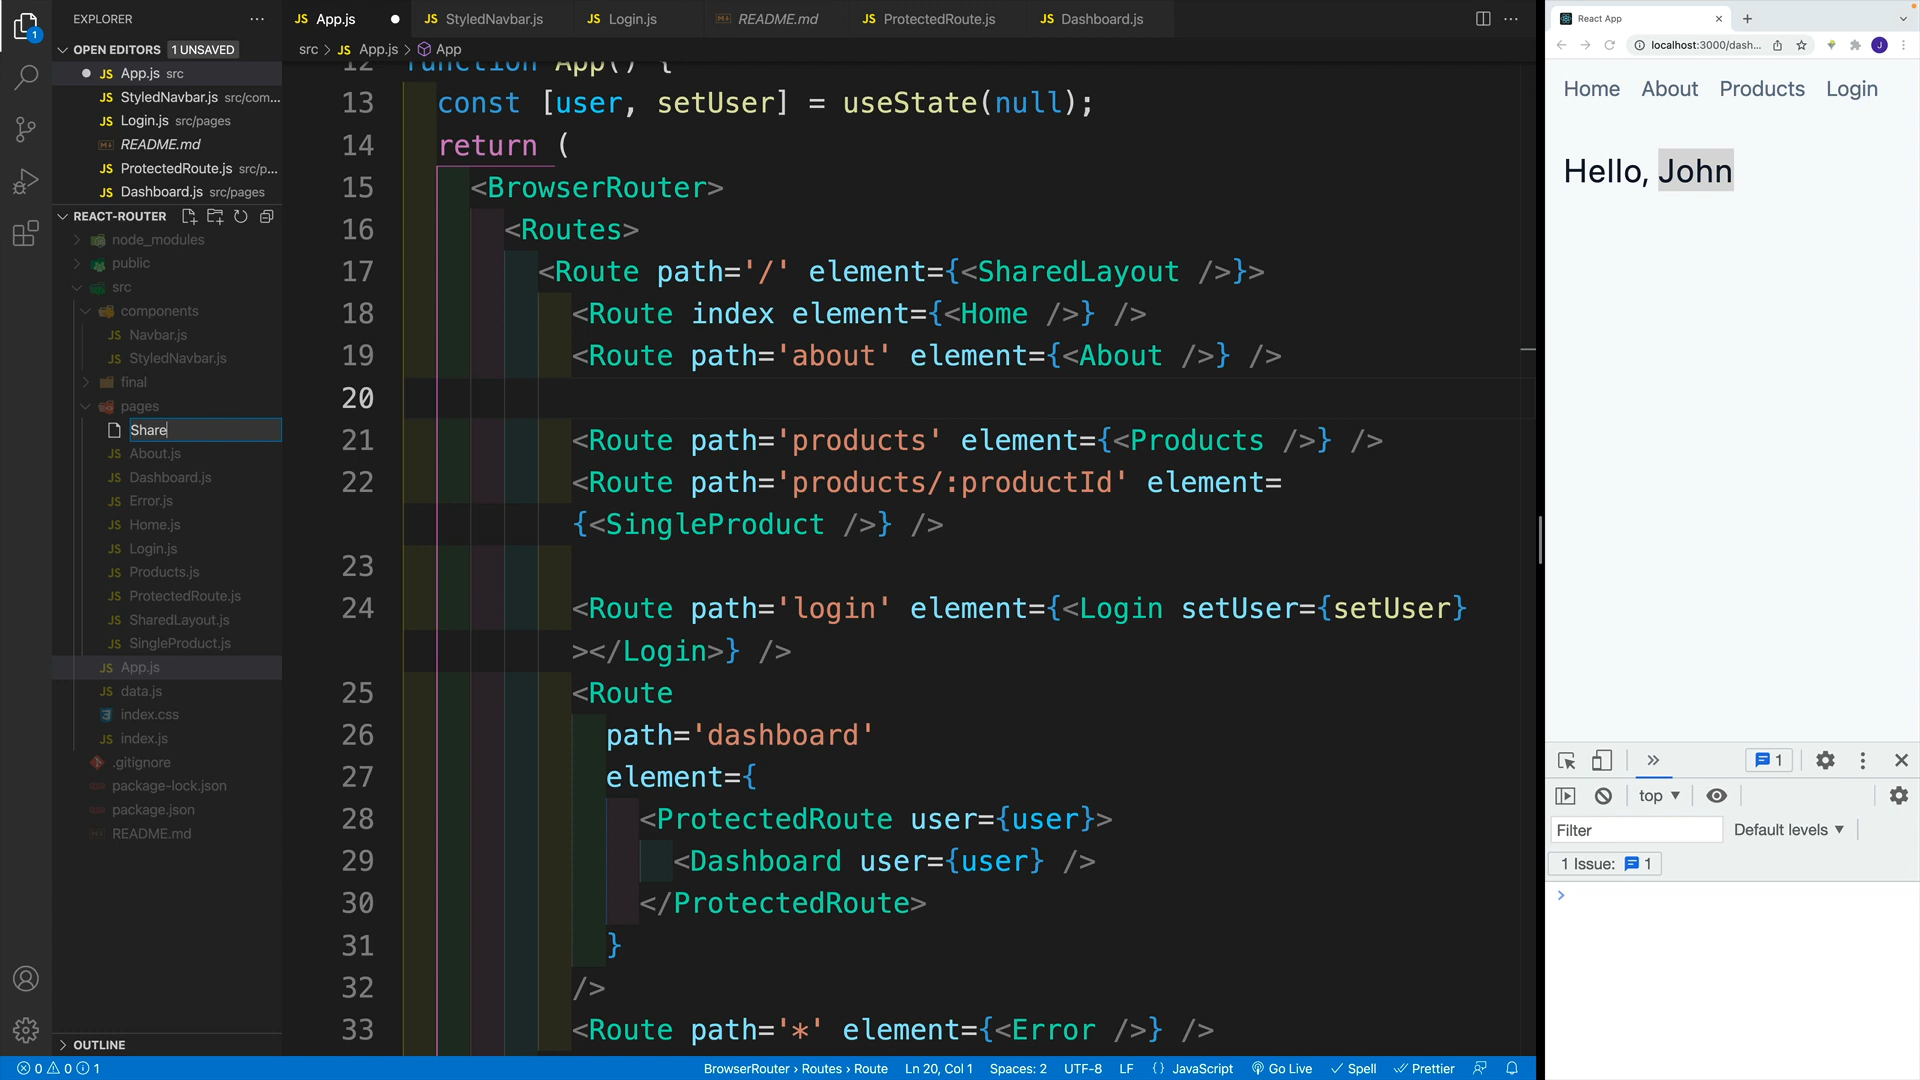 EXPLORER
OPEN EDITORS 1 UNSAVED
App.js src
StyledNavbar.js src/com...
Login.js src/pages
README.md
ProtectedRoute.js src/p...
Dashboard.js src/pages
REACT-ROUTER
node_modules
public
src
components
Navbar.js
StyledNavbar.js
final
pages
Share
About.js
Dashboard.js
Error.js
Home.js
Login.js
Products.js
ProtectedRoute.js
SharedLayout.js
SingleProduct.js
App.js
data.js
index.css
index.js
.gitignore
package-lock.json
package.json
README.md
OUTLINE
App.js StyledNavbar.js Login.js README.md ProtectedRoute.js Dashboard.js
src > App.js > App
12 function App() {
13 const [user, setUser] = useState(null);
14 return (
15 <BrowserRouter>
16 <Routes>
17 <Route path='/' element={<SharedLayout />}>
18 <Route index element={<Home />} />
19 <Route path='about' element={<About />} />
20
21 <Route path='products' element={<Products />} />
22 <Route path='products/:productId' element=
{<SingleProduct />} />
23
24 <Route path='login' element={<Login setUser={setUser}
></Login>} />
25 <Route
26 path='dashboard'
27 element={
28 <ProtectedRoute user={user}>
29 <Dashboard user={user} />
30 </ProtectedRoute>
31 }
32 />
33 <Route path='*' element={<Error />} />
0 0 1 BrowserRouter > Routes > Route Ln 20, Col 1 Spaces: 2 UTF-8 LF {} JavaScript Go Live Spell Prettier
React App
localhost:3000/dash...
J
Home About Products Login
Hello, John
1
top
Filter Default levels
1 Issue: 1